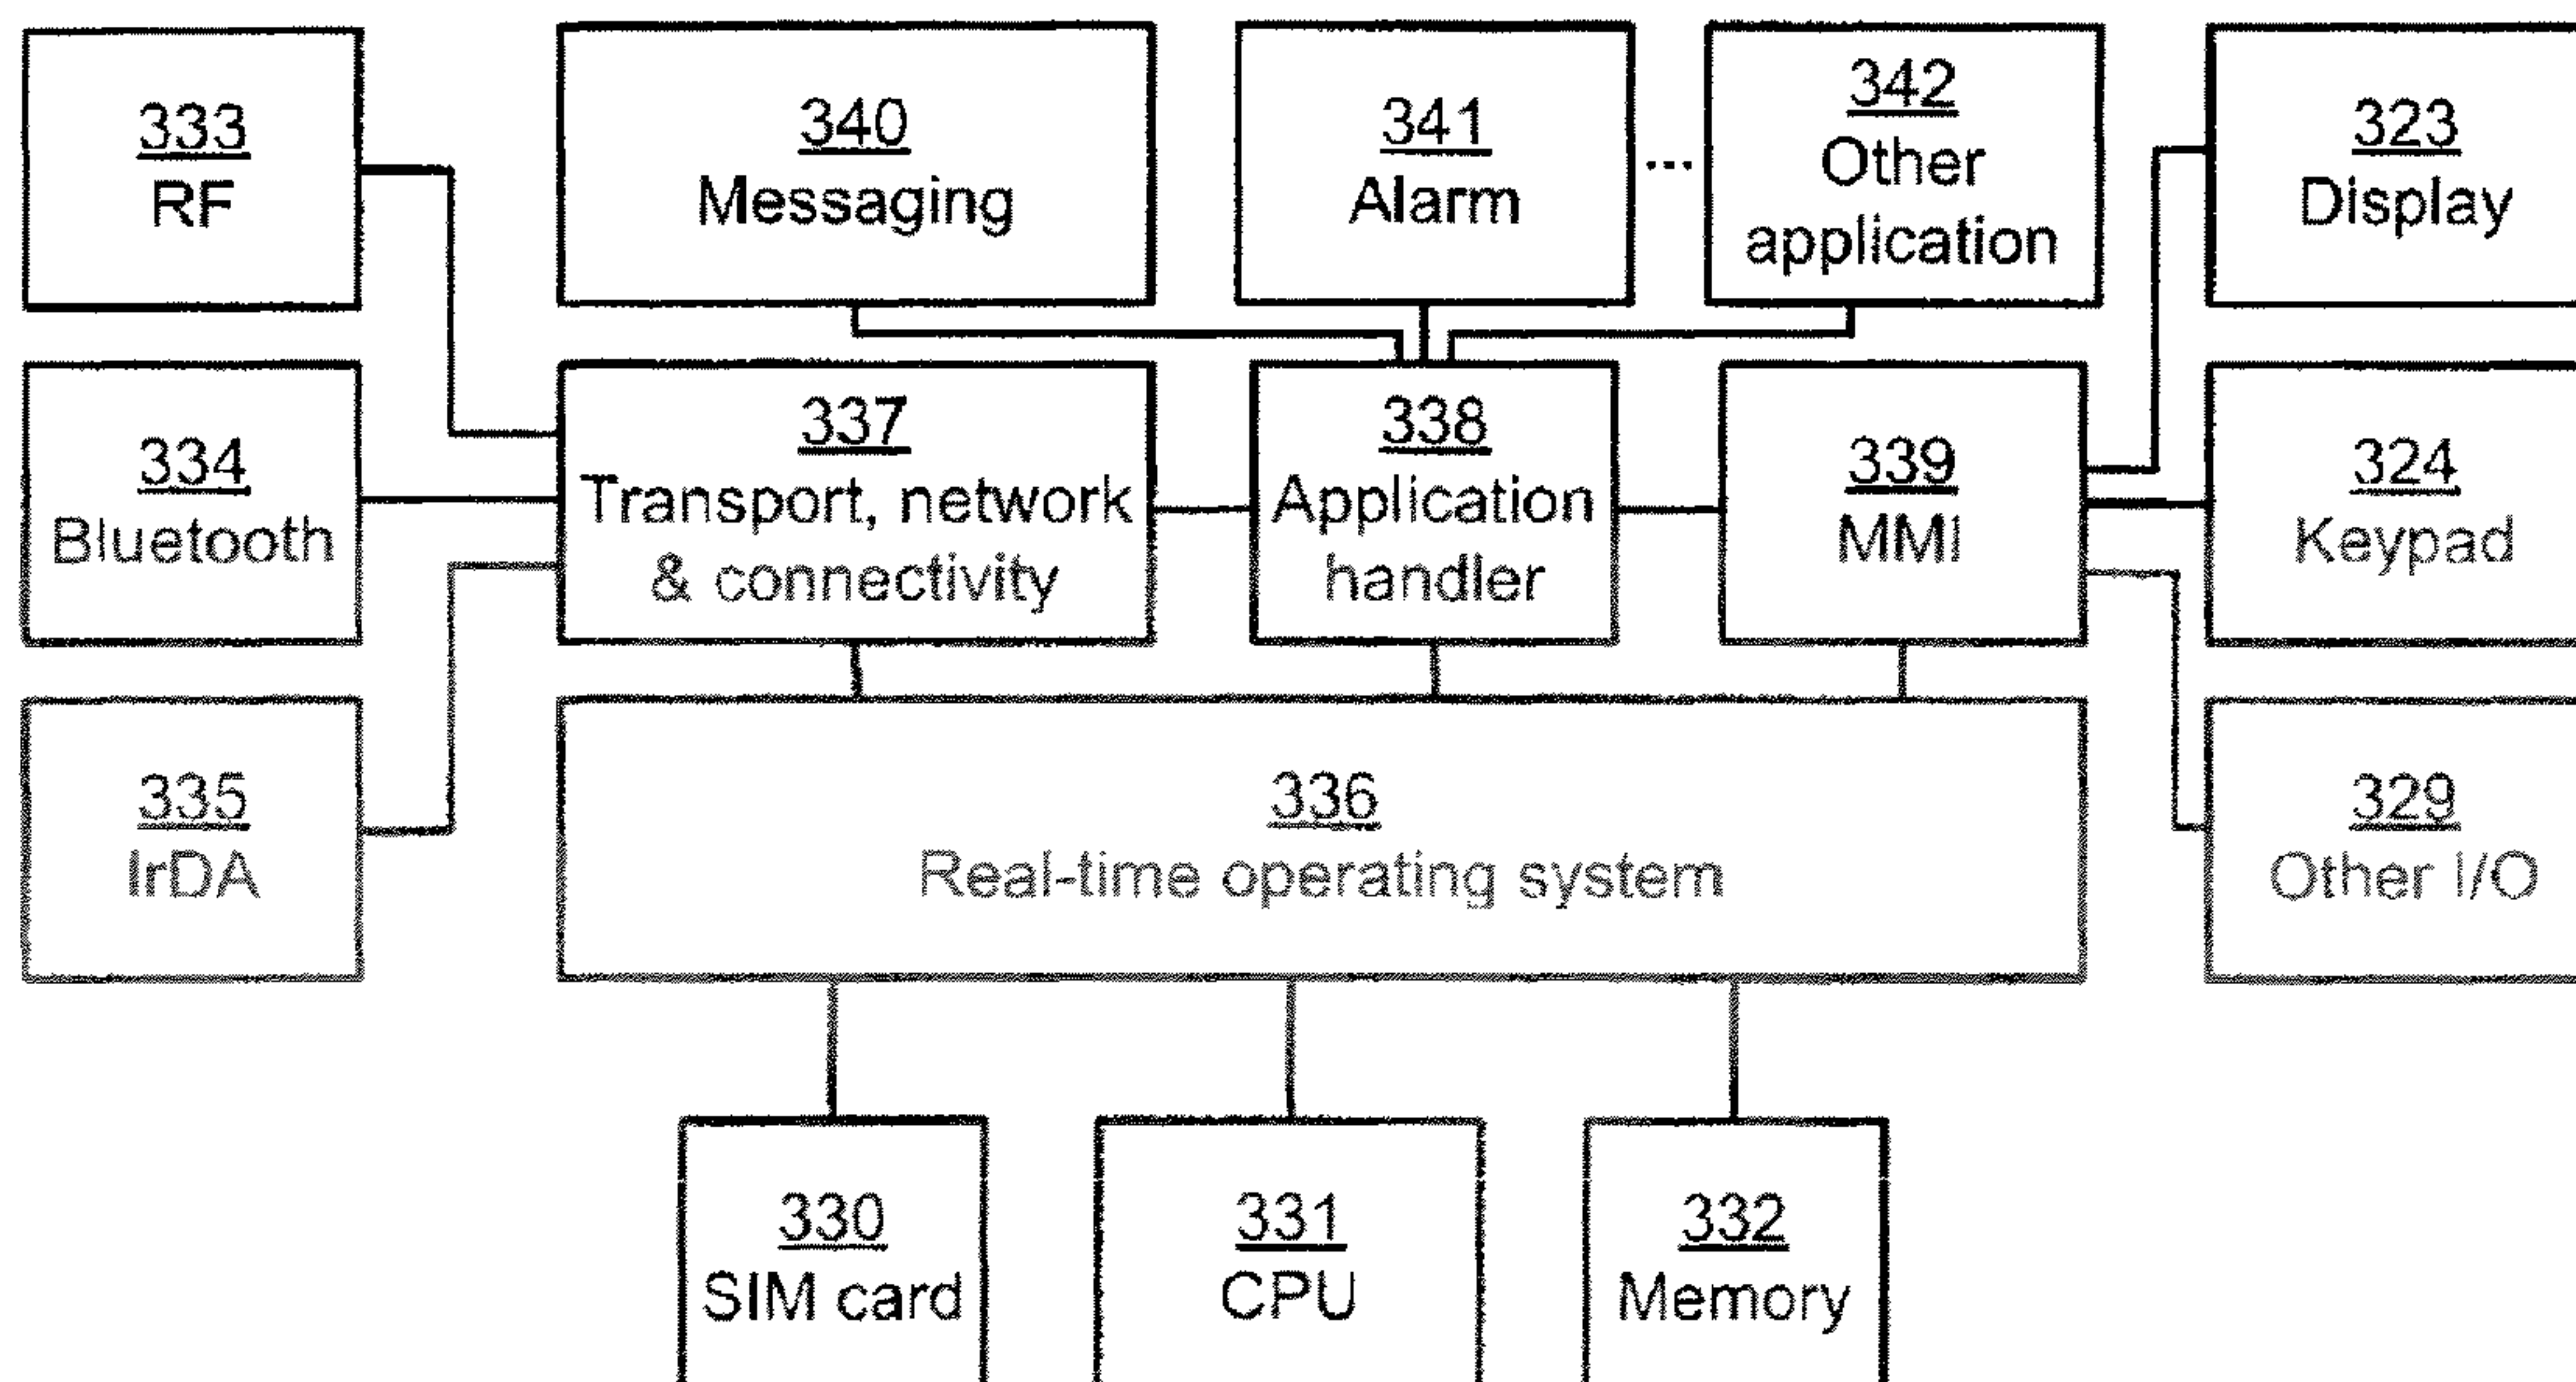 333
RF
340
Messaging
341
Alarm
...
342
Other
application
323
Display
334
Bluetooth
337
Transport, network
& connectivity
338
Application
handler
339
MMI
324
Keypad
335
IrDA
336
Real-time operating system
329
Other I/O
330
SIM card
331
CPU
332
Memory